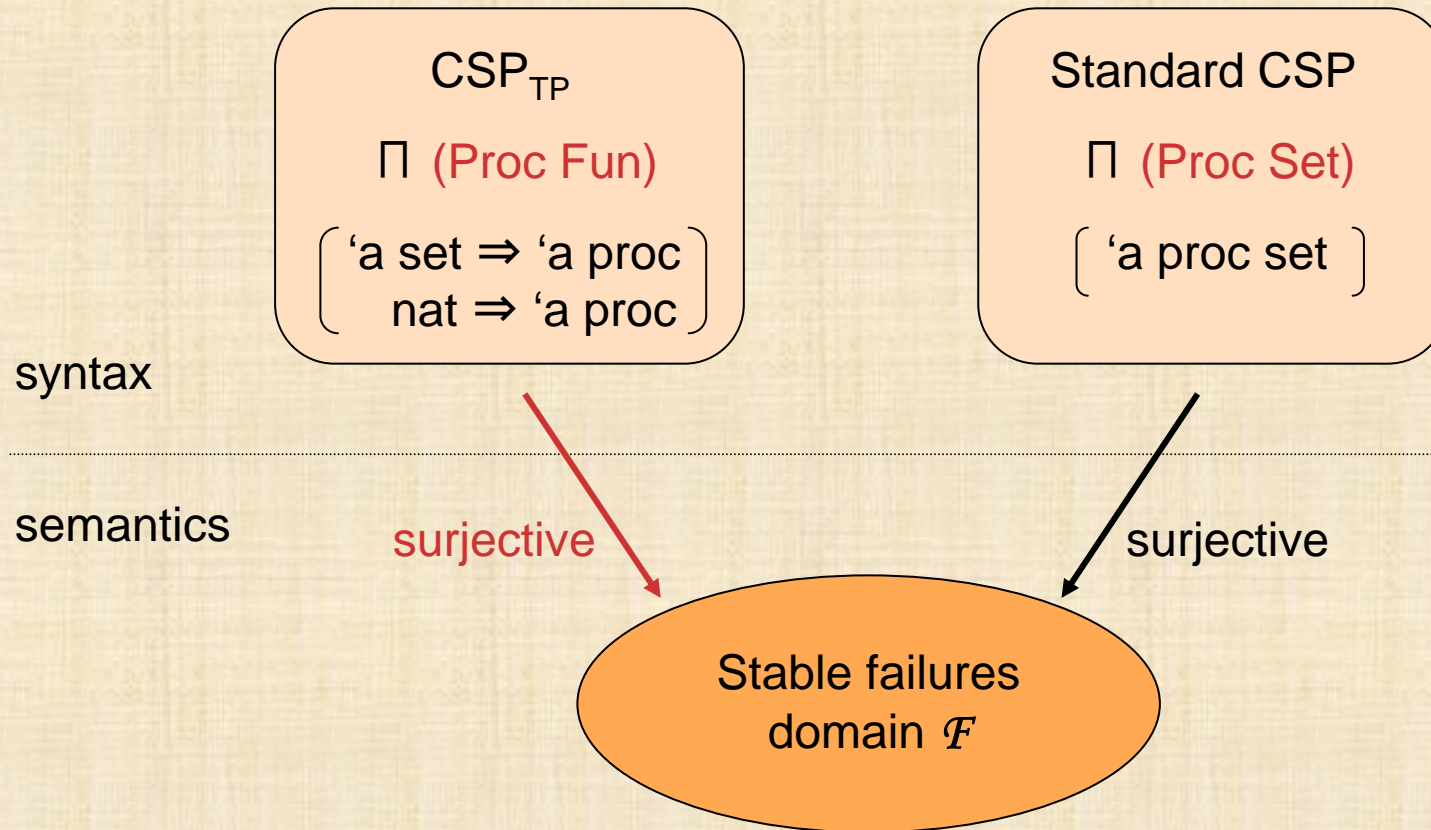 CSP_TP
Π (Proc Fun)
‘a set ⇒ ‘a proc
nat ⇒ ‘a proc
Standard CSP
Π (Proc Set)
‘a proc set
syntax
semantics
surjective
surjective
Stable failures
domain 𝓕